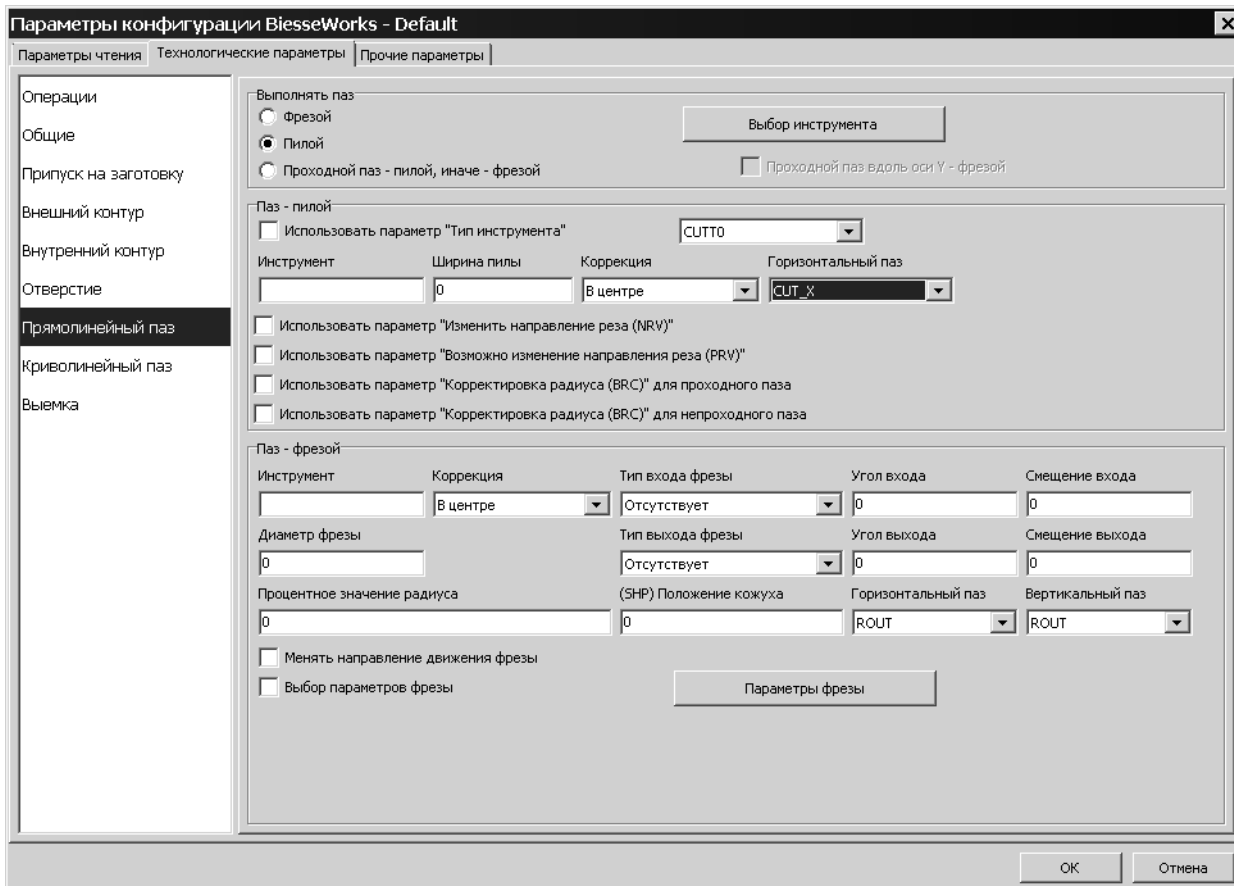 Параметры конфигурации BiesseWorks - Default
Параметры чтения Технологические параметры Прочие параметры
Операции
Общие
Припуск на заготовку
Внешний контур
Внутренний контур
Отверстие
Прямолинейный паз
Криволинейный паз
Выемка
Выполнять паз
Фрезой
Пилой
Проходной паз - пилой, иначе - фрезой
Выбор инструмента
Проходной паз вдоль оси Y - фрезой
Паз - пилой
Использовать параметр "Тип инструмента" CUTT0
Инструмент Ширина пилы Коррекция Горизонтальный паз
0 В центре CUT_X
Использовать параметр "Изменить направление реза (NRV)"
Использовать параметр "Возможно изменение направления реза (PRV)"
Использовать параметр "Корректировка радиуса (BRC)" для проходного паза
Использовать параметр "Корректировка радиуса (BRC)" для непроходного паза
Паз - фрезой
Инструмент Коррекция Тип входа фрезы Угол входа Смещение входа
В центре Отсутствует 0 0
Диаметр фрезы Тип выхода фрезы Угол выхода Смещение выхода
0 Отсутствует 0 0
Процентное значение радиуса (SHP) Положение кожуха Горизонтальный паз Вертикальный паз
0 0 ROUT ROUT
Менять направление движения фрезы
Выбор параметров фрезы Параметры фрезы
OK Отмена